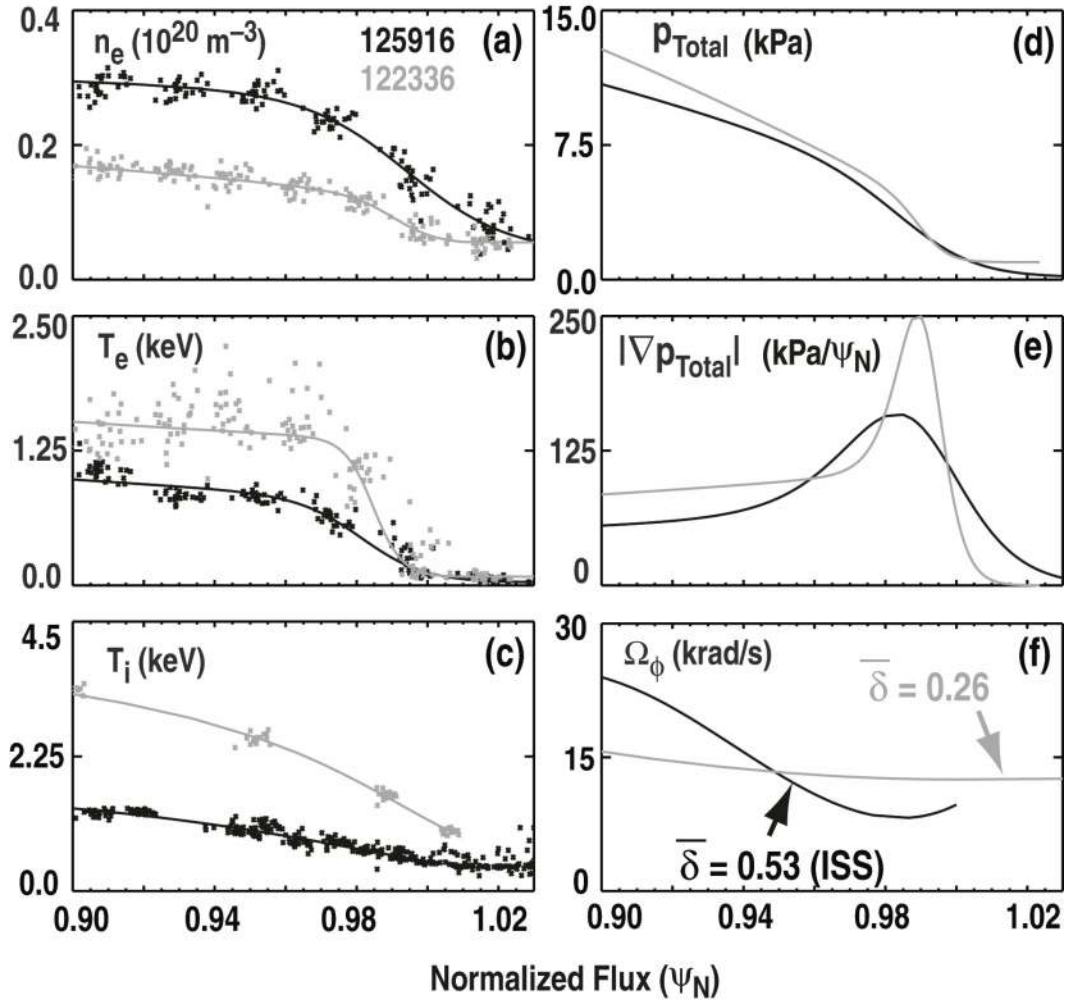 0.4
n_e (10^20 m^−3)
125916
(a)
122336
0.2
0.0
15.0
p_Total (kPa)
(d)
7.5
0.0
2.50
T_e (keV)
(b)
1.25
0.0
250
|∇p_Total| (kPa/ψ_N)
(e)
125
0
4.5
T_i (keV)
(c)
2.25
0.0
0.90 0.94 0.98 1.02
30
Ω_ϕ (krad/s)
(f)
δ̅ = 0.26
15
δ̅ = 0.53 (ISS)
0
0.90 0.94 0.98 1.02
Normalized Flux (ψ_N)